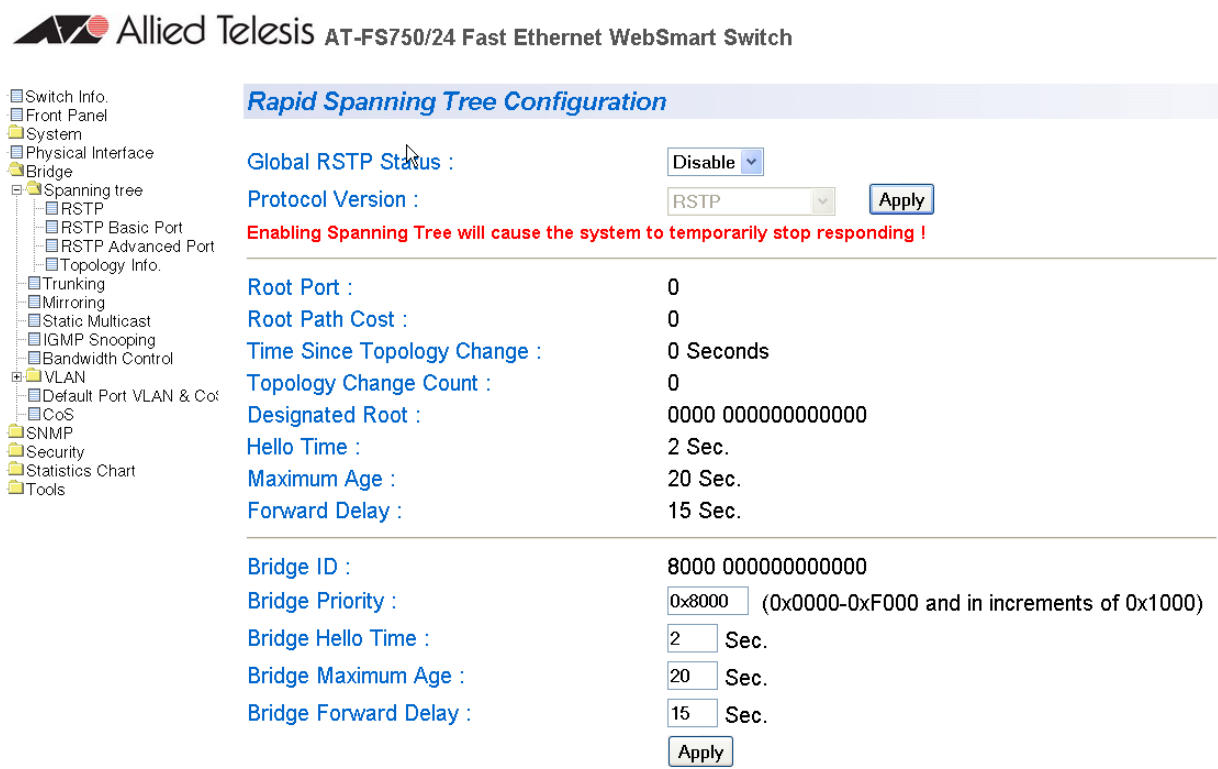 Allied Telesis AT-FS750/24 Fast Ethernet WebSmart Switch
Switch Info.
Front Panel
System
Physical Interface
Bridge
Spanning tree
RSTP
RSTP Basic Port
RSTP Advanced Port
Topology Info.
Trunking
Mirroring
Static Multicast
IGMP Snooping
Bandwidth Control
VLAN
Default Port VLAN & CoS
CoS
SNMP
Security
Statistics Chart
Tools
Rapid Spanning Tree Configuration
Global RSTP Status : Disable
Protocol Version : RSTP Apply
Enabling Spanning Tree will cause the system to temporarily stop responding !
Root Port : 0
Root Path Cost : 0
Time Since Topology Change : 0 Seconds
Topology Change Count : 0
Designated Root : 0000 000000000000
Hello Time : 2 Sec.
Maximum Age : 20 Sec.
Forward Delay : 15 Sec.
Bridge ID : 8000 000000000000
Bridge Priority : 0x8000 (0x0000-0xF000 and in increments of 0x1000)
Bridge Hello Time : 2 Sec.
Bridge Maximum Age : 20 Sec.
Bridge Forward Delay : 15 Sec.
Apply